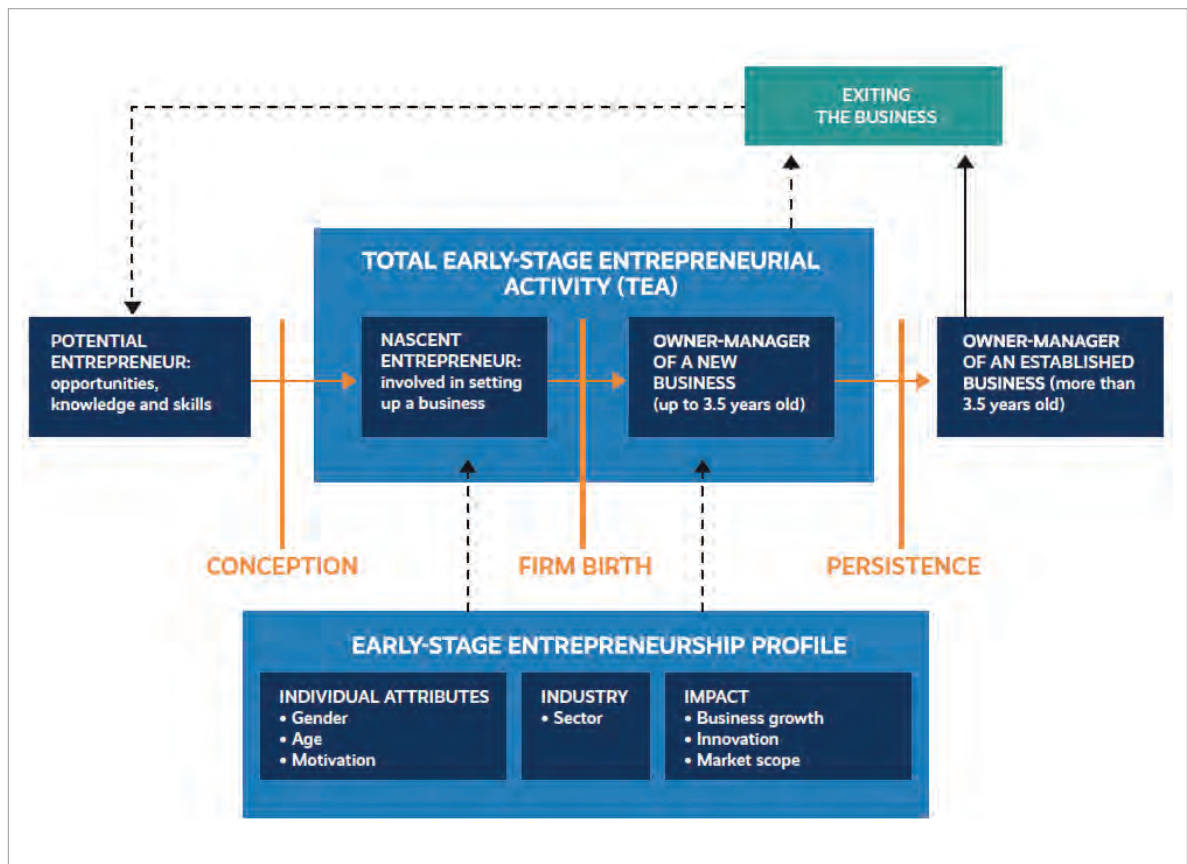 EXITING
THE BUSINESS
TOTAL EARLY-STAGE ENTREPRENEURIAL
ACTIVITY (TEA)
POTENTIAL
ENTREPRENEUR:
opportunities,
knowledge and skills
NASCENT
ENTREPRENEUR:
involved in setting
up a business
OWNER-MANAGER
OF A NEW
BUSINESS
(up to 3.5 years old)
OWNER-MANAGER
OF AN ESTABLISHED
BUSINESS (more than
3.5 years old)
CONCEPTION
FIRM BIRTH
PERSISTENCE
EARLY-STAGE ENTREPRENEURSHIP PROFILE
INDIVIDUAL ATTRIBUTES
• Gender
• Age
• Motivation
INDUSTRY
• Sector
IMPACT
• Business growth
• Innovation
• Market scope